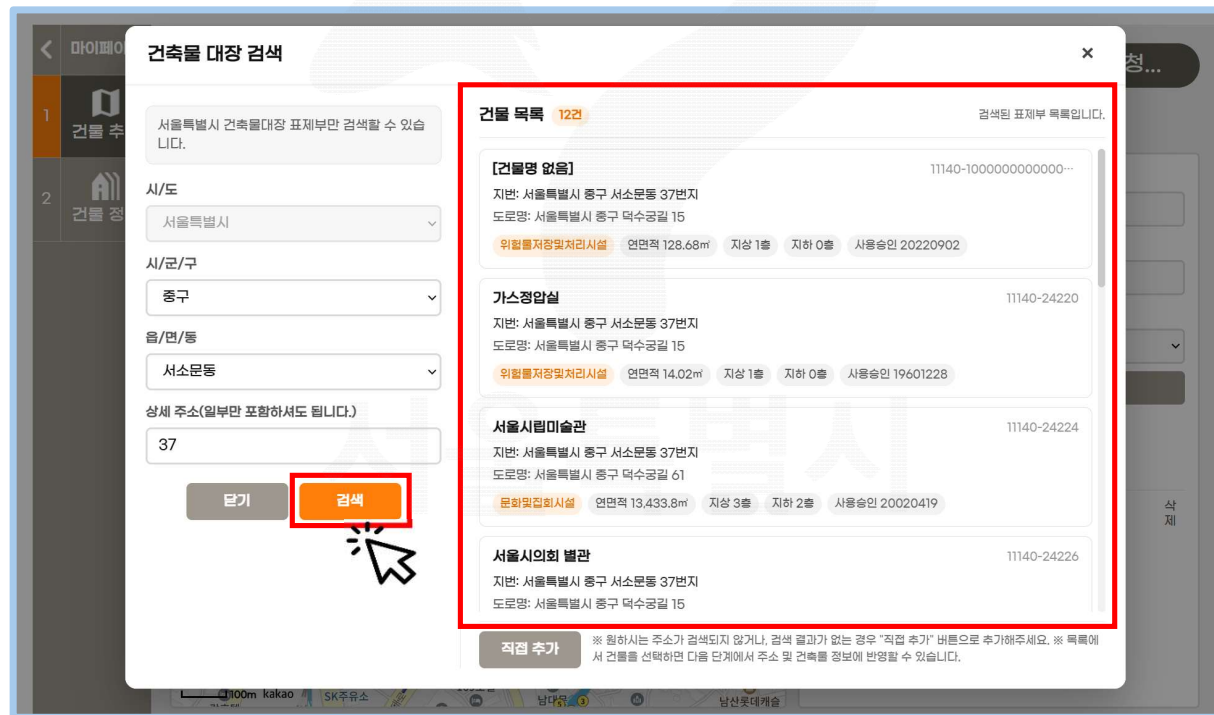 마이페이
청...
1
건물 추
2
건물 정
건축물 대장 검색
×
서울특별시 건축물대장 표제부만 검색할 수 있습
니다.
시/도
서울특별시
시/군/구
중구
읍/면/동
서소문동
상세 주소(일부만 포함하셔도 됩니다.)
37
닫기
검색
건물 목록 12건
검색된 표제부 목록입니다.
[건물명 없음]
11140-1000000000000…
지번: 서울특별시 중구 서소문동 37번지
도로명: 서울특별시 중구 덕수궁길 15
위험물저장및처리시설 연면적 128.68㎡ 지상 1층 지하 0층 사용승인 20220902
가스정압실
11140-24220
지번: 서울특별시 중구 서소문동 37번지
도로명: 서울특별시 중구 덕수궁길 15
위험물저장및처리시설 연면적 14.02㎡ 지상 1층 지하 0층 사용승인 19601228
서울시립미술관
11140-24224
지번: 서울특별시 중구 서소문동 37번지
도로명: 서울특별시 중구 덕수궁길 61
문화및집회시설 연면적 13,433.8㎡ 지상 3층 지하 2층 사용승인 20020419
서울시의회 별관
11140-24226
지번: 서울특별시 중구 서소문동 37번지
도로명: 서울특별시 중구 덕수궁길 15
직접 추가
※ 원하시는 주소가 검색되지 않거나, 검색 결과가 없는 경우 "직접 추가" 버튼으로 추가해주세요. ※ 목록에
서 건물을 선택하면 다음 단계에서 주소 및 건축물 정보에 반영할 수 있습니다.
삭
제
서울특별시
100m kakao
SK주유소
남산롯데캐슬